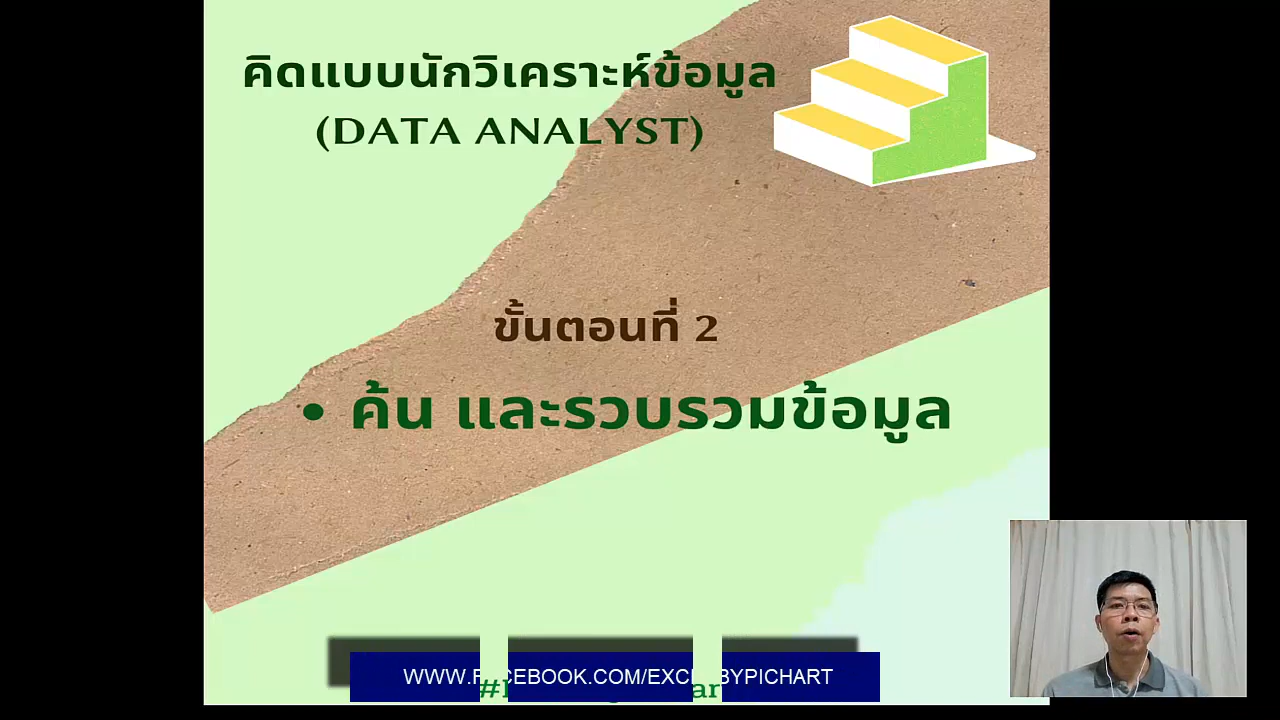 คิดแบบนักวิเคราะห์ข้อมูล
(DATA ANALYST)
ขั้นตอนที่ 2
• ค้น และรวบรวมข้อมูล